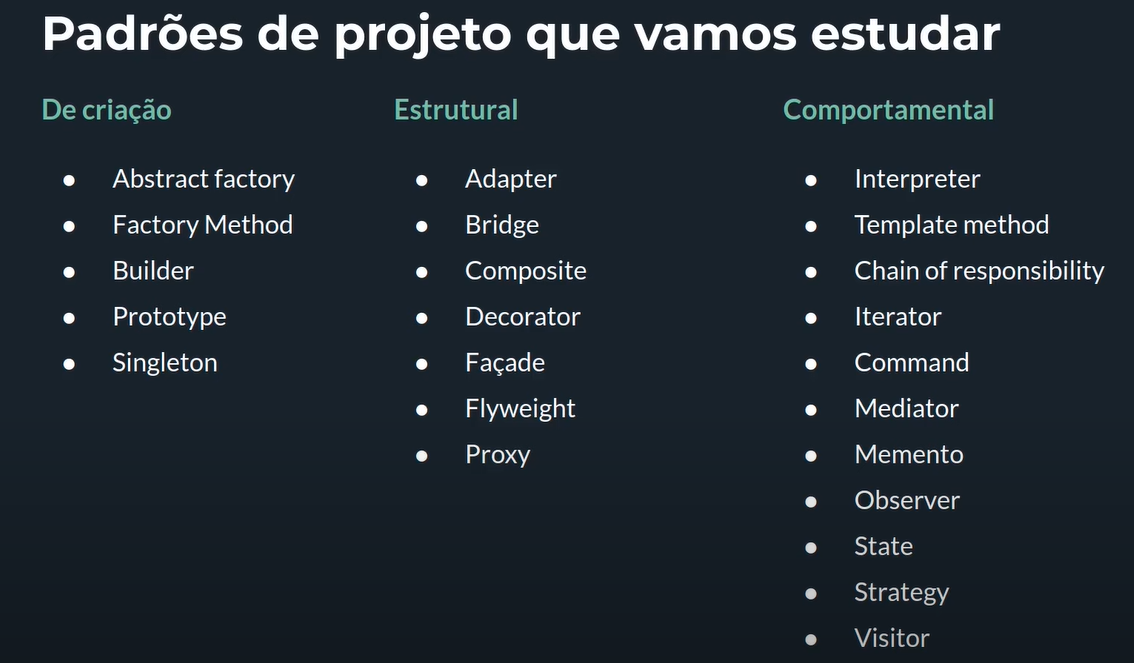 Padrões de projeto que vamos estudar
De criação
Abstract factory
Factory Method
Builder
Prototype
Singleton
Estrutural
Adapter
Bridge
Composite
Decorator
Façade
Flyweight
Proxy
Comportamental
Interpreter
Template method
Chain of responsibility
Iterator
Command
Mediator
Memento
Observer
State
Strategy
Visitor